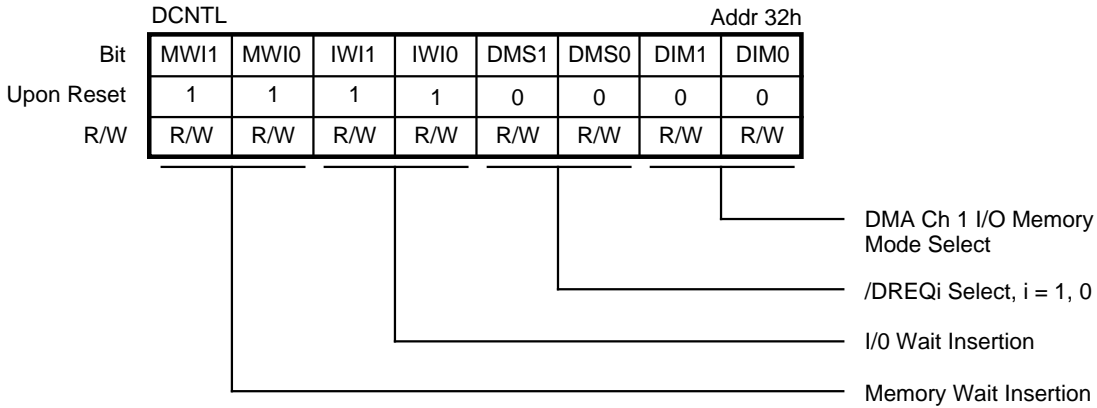 DCNTL Addr 32h
Bit MWI1 MWI0 IWI1 IWI0 DMS1 DMS0 DIM1 DIM0
Upon Reset 1 1 1 1 0 0 0 0
R/W R/W R/W R/W R/W R/W R/W R/W R/W
DMA Ch 1 I/O Memory
Mode Select
/DREQi Select, i = 1, 0
I/0 Wait Insertion
Memory Wait Insertion